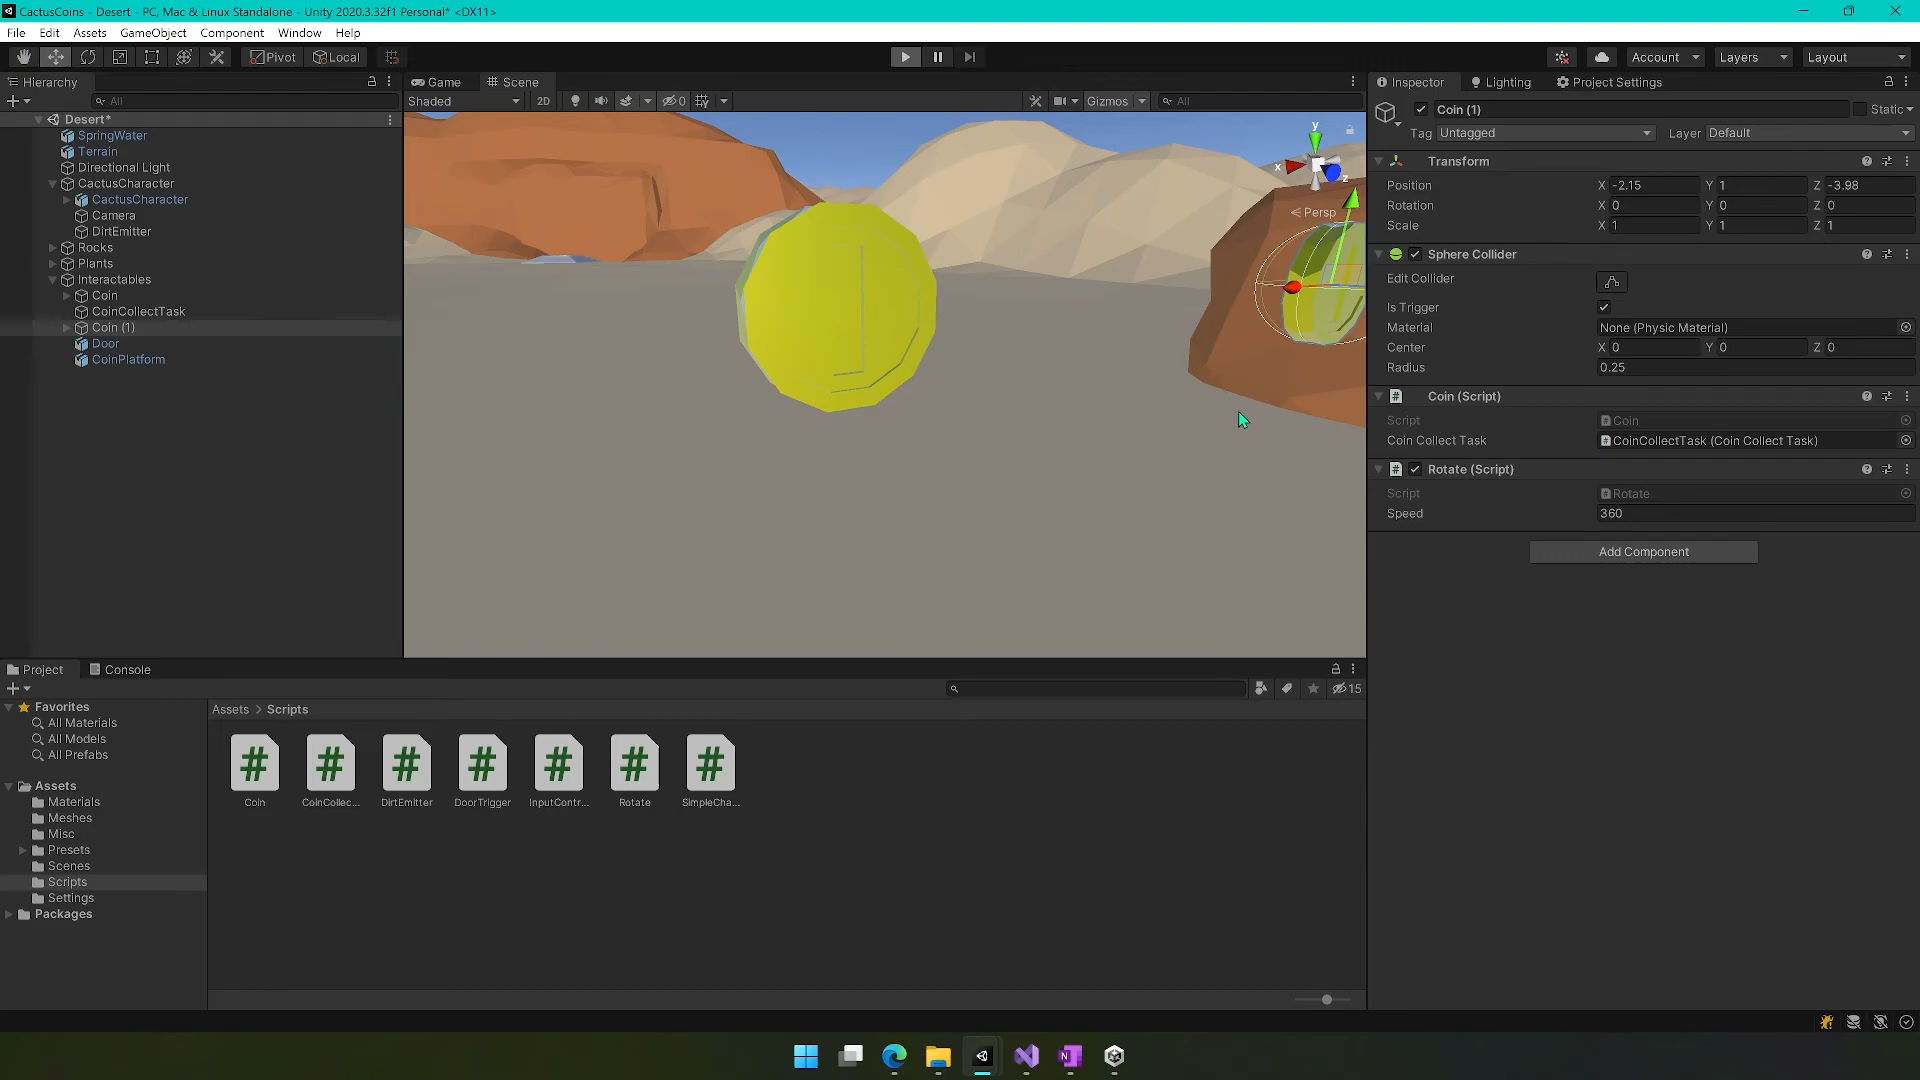 CactusCoins - Desert - PC, Mac & Linux Standalone - Unity 2020.3.32f1 Personal* <DX11>
File Edit Assets GameObject Component Window Help
Pivot Local Account Layers Layout
Hierarchy Game Scene Inspector Lighting Project Settings
All Shaded 2D 0 Gizmos All Coin (1) Static
Desert*
SpringWater
Terrain
Directional Light
CactusCharacter
CactusCharacter
Camera
DirtEmitter
Rocks
Plants
Interactables
Coin
CoinCollectTask
Coin (1)
Door
CoinPlatform
y
x
z
Persp
Tag Untagged Layer Default
Transform
Position X -2.15 Y 1 Z -3.98
Rotation X 0 Y 0 Z 0
Scale X 1 Y 1 Z 1
Sphere Collider
Edit Collider
Is Trigger
Material None (Physic Material)
Center X 0 Y 0 Z 0
Radius 0.25
# Coin (Script)
Script Coin
Coin Collect Task CoinCollectTask (Coin Collect Task)
# Rotate (Script)
Script Rotate
Speed 360
Add Component
Project Console
15
Favorites
All Materials
All Models
All Prefabs
Assets
Materials
Meshes
Misc
Presets
Scenes
Scripts
Settings
Packages
Assets > Scripts
# # # # # # #
Coin CoinCollec... DirtEmitter DoorTrigger InputContr... Rotate SimpleCha...
N